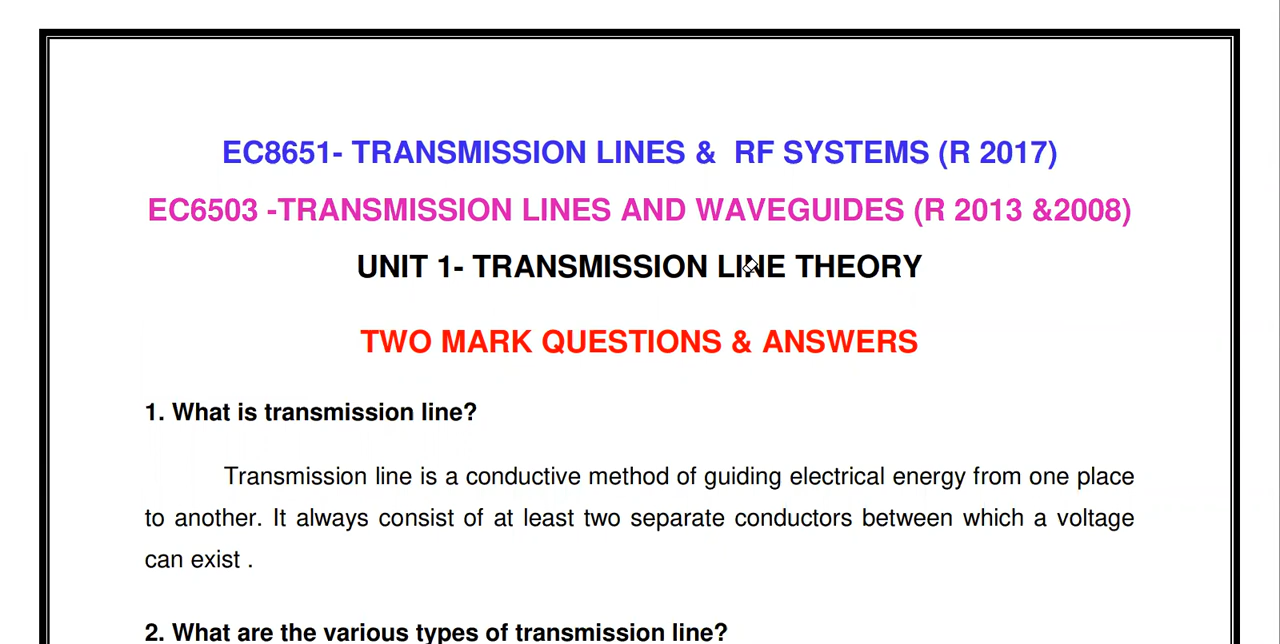 EC8651- TRANSMISSION LINES & RF SYSTEMS (R 2017)
EC6503 -TRANSMISSION LINES AND WAVEGUIDES (R 2013 &2008)
UNIT 1- TRANSMISSION LINE THEORY
TWO MARK QUESTIONS & ANSWERS
1. What is transmission line?
Transmission line is a conductive method of guiding electrical energy from one place
to another. It always consist of at least two separate conductors between which a voltage
can exist .
2. What are the various types of transmission line?